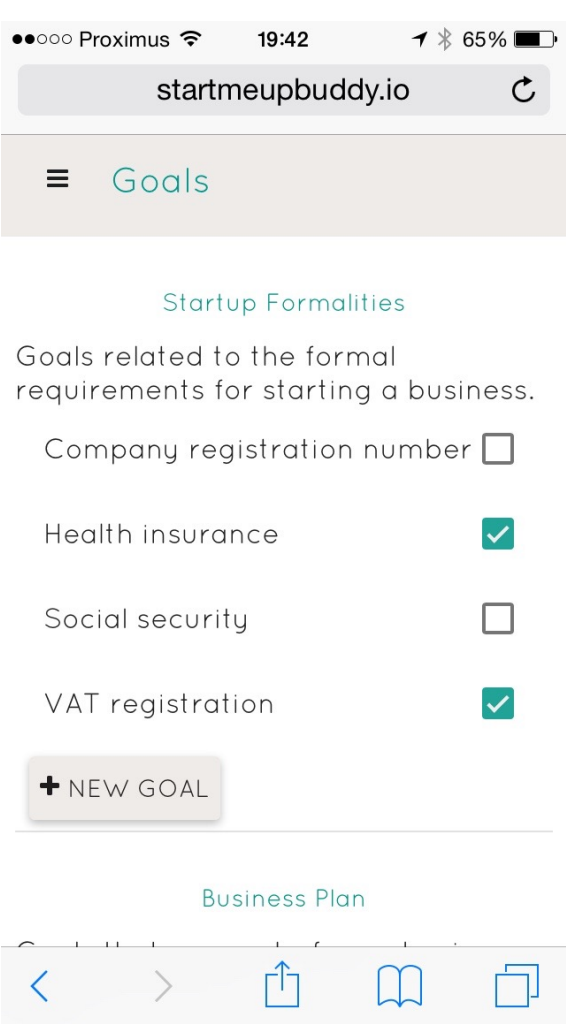 Proximus 19:42 65%
startmeupbuddy.io
Goals
Startup Formalities
Goals related to the formal
requirements for starting a business.
Company registration number
Health insurance
Social security
VAT registration
+ NEW GOAL
Business Plan